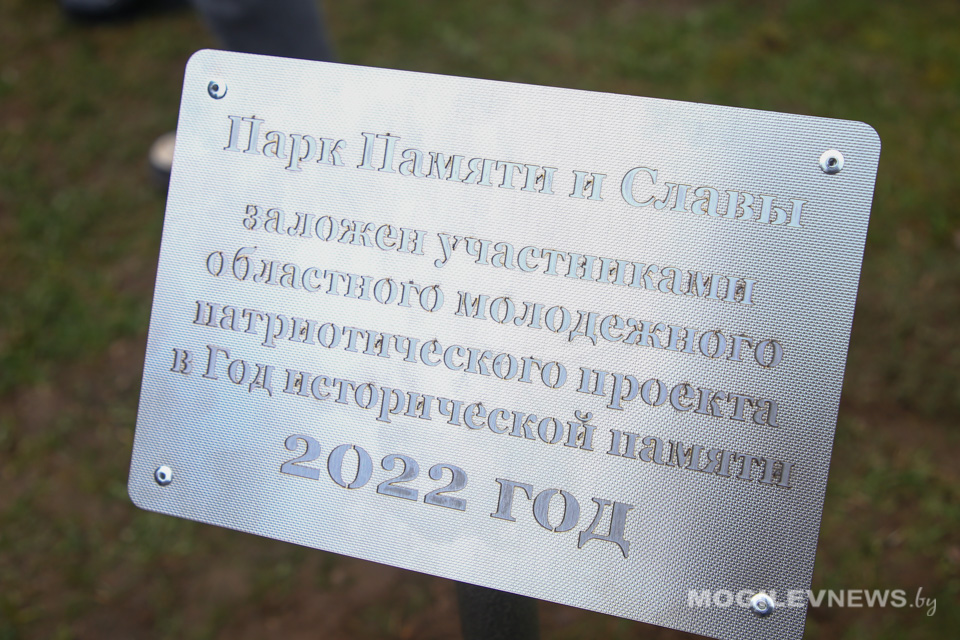 Парк Памяти и Славы
заложен участниками
областного молодежного
патриотического проекта
в Год исторической памяти
2022 год
MOGILEVNEWS.by